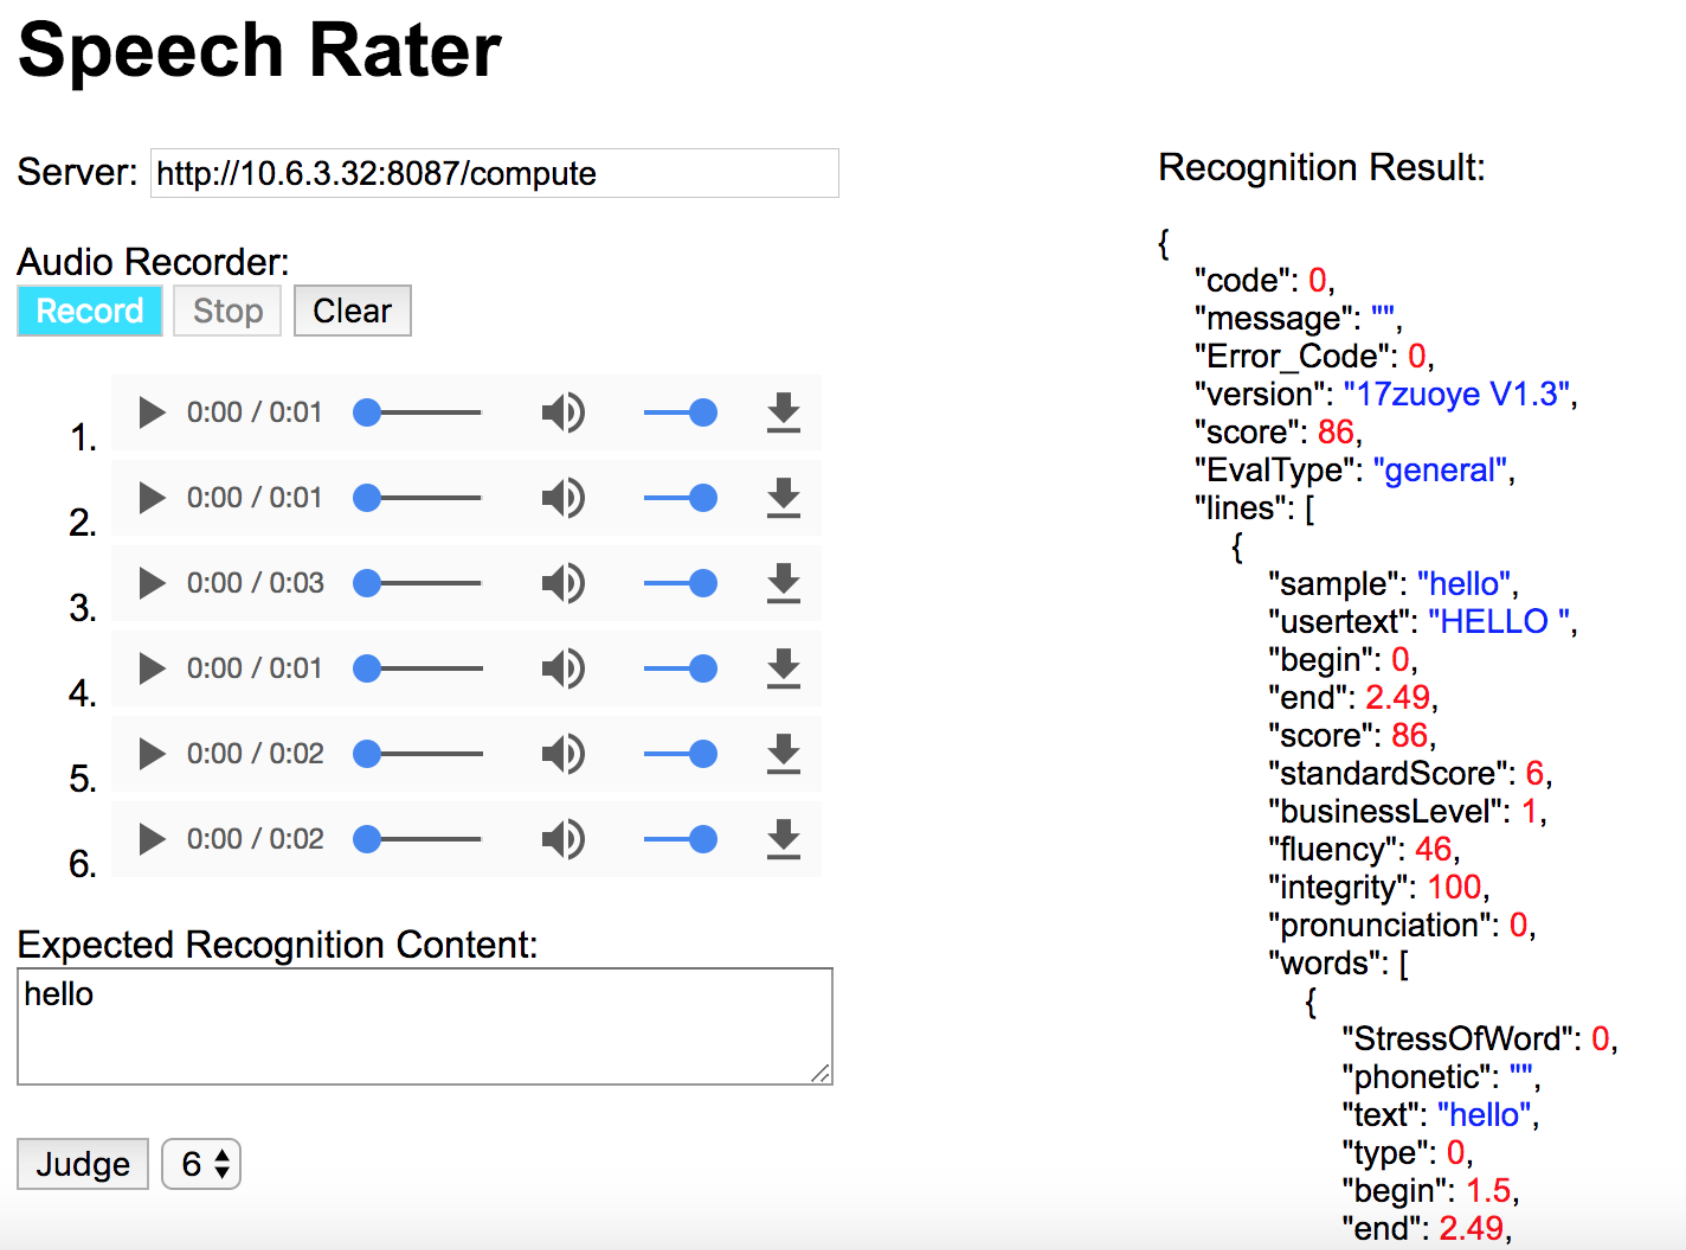 Speech Rater
Server: http://10.6.3.32:8087/compute
Audio Recorder:
Record Stop Clear
1. 0:00 / 0:01
2. 0:00 / 0:01
3. 0:00 / 0:03
4. 0:00 / 0:01
5. 0:00 / 0:02
6. 0:00 / 0:02
Expected Recognition Content:
hello
Judge 6
Recognition Result:
{
"code": 0,
"message": "",
"Error_Code": 0,
"version": "17zuoye V1.3",
"score": 86,
"EvalType": "general",
"lines": [
{
"sample": "hello",
"usertext": "HELLO ",
"begin": 0,
"end": 2.49,
"score": 86,
"standardScore": 6,
"businessLevel": 1,
"fluency": 46,
"integrity": 100,
"pronunciation": 0,
"words": [
{
"StressOfWord": 0,
"phonetic": "",
"text": "hello",
"type": 0,
"begin": 1.5,
"end": 2.49,